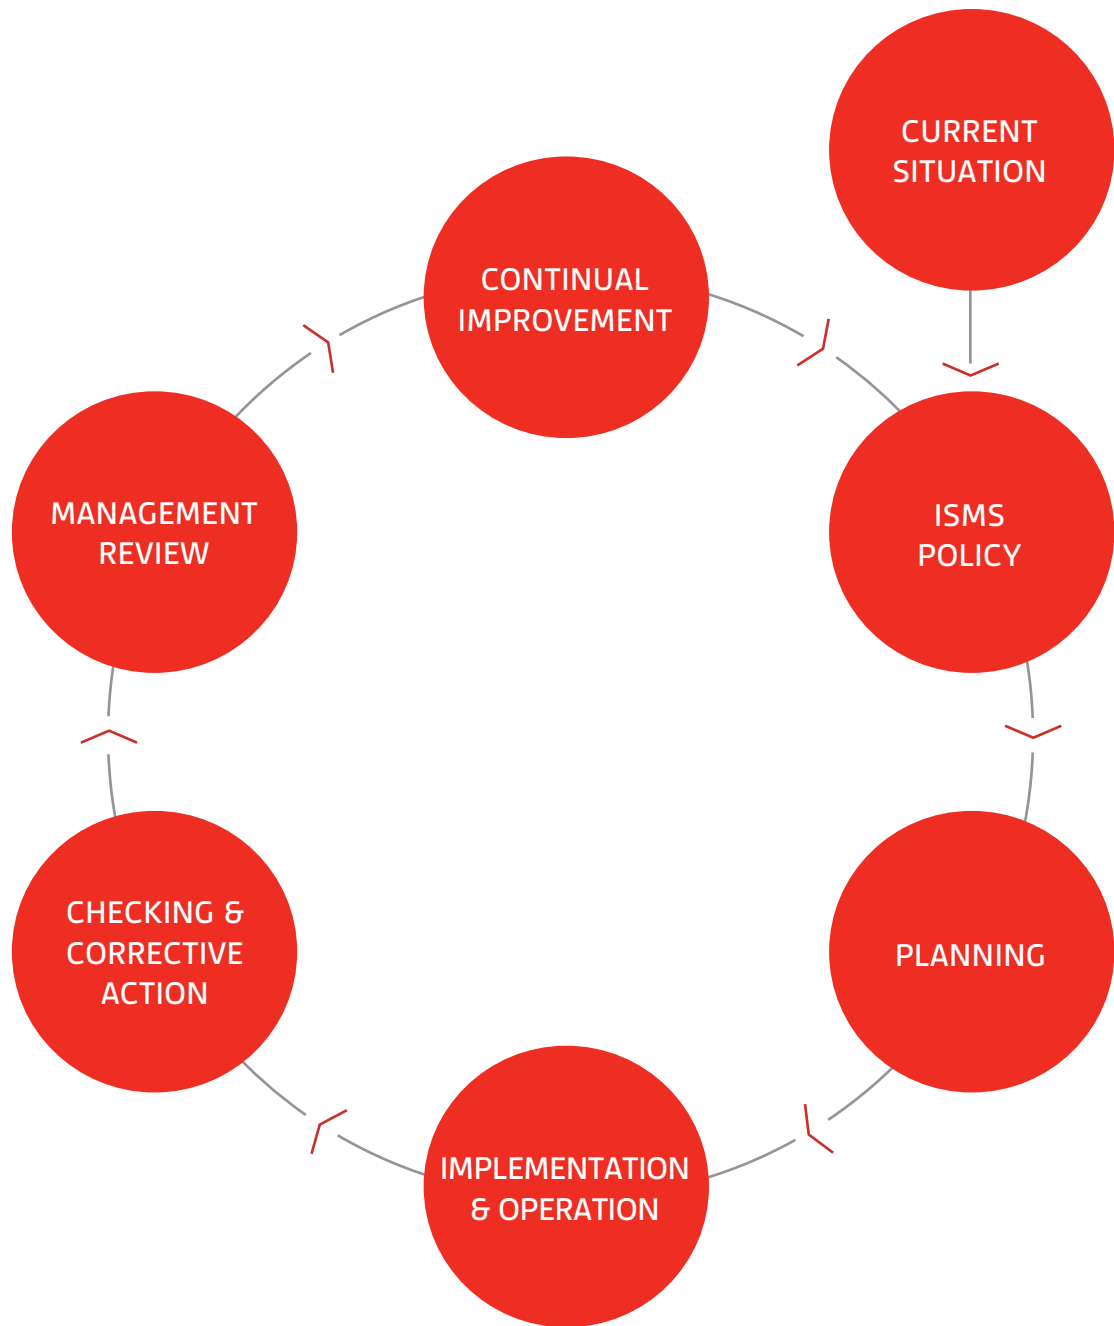 CURRENT
SITUATION
CONTINUAL
IMPROVEMENT
ISMS
POLICY
PLANNING
IMPLEMENTATION
& OPERATION
CHECKING &
CORRECTIVE
ACTION
MANAGEMENT
REVIEW